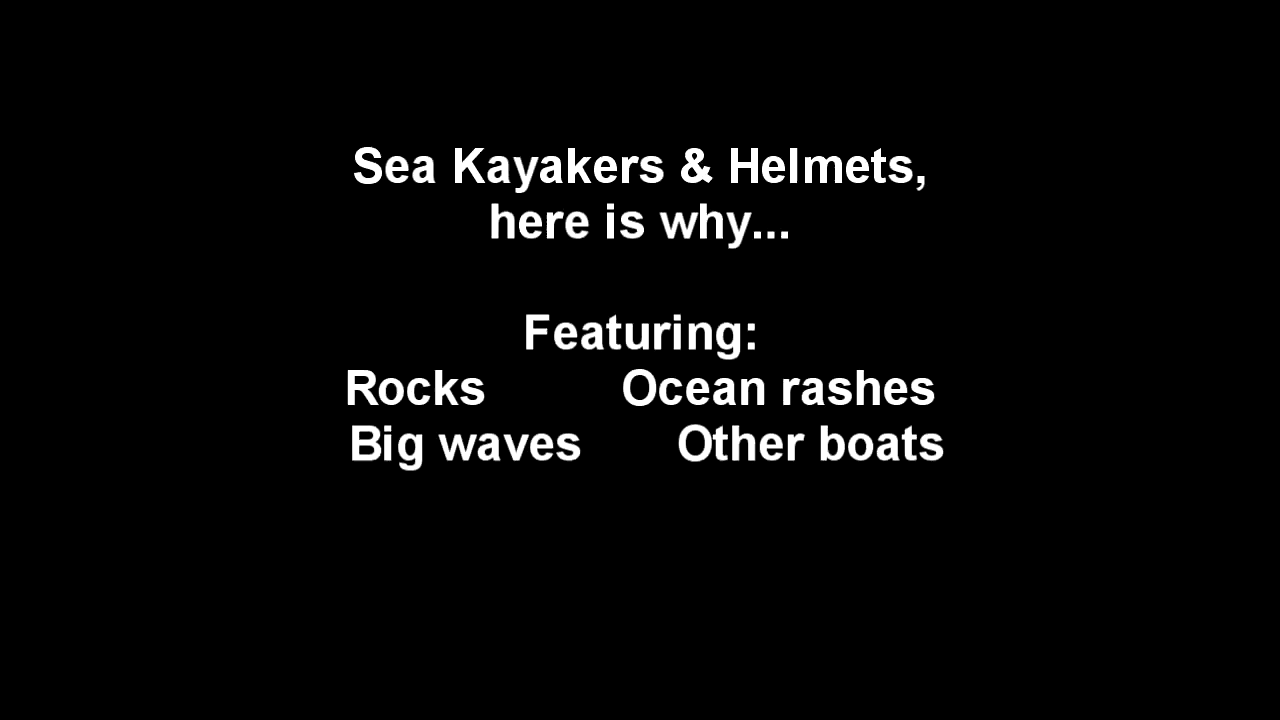 Sea Kayakers & Helmets,
here is why...
Featuring:
Rocks Ocean rashes
Big waves Other boats